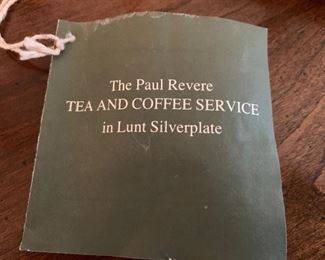 The Paul Revere
TEA AND COFFEE SERVICE
in Lunt Silverplate